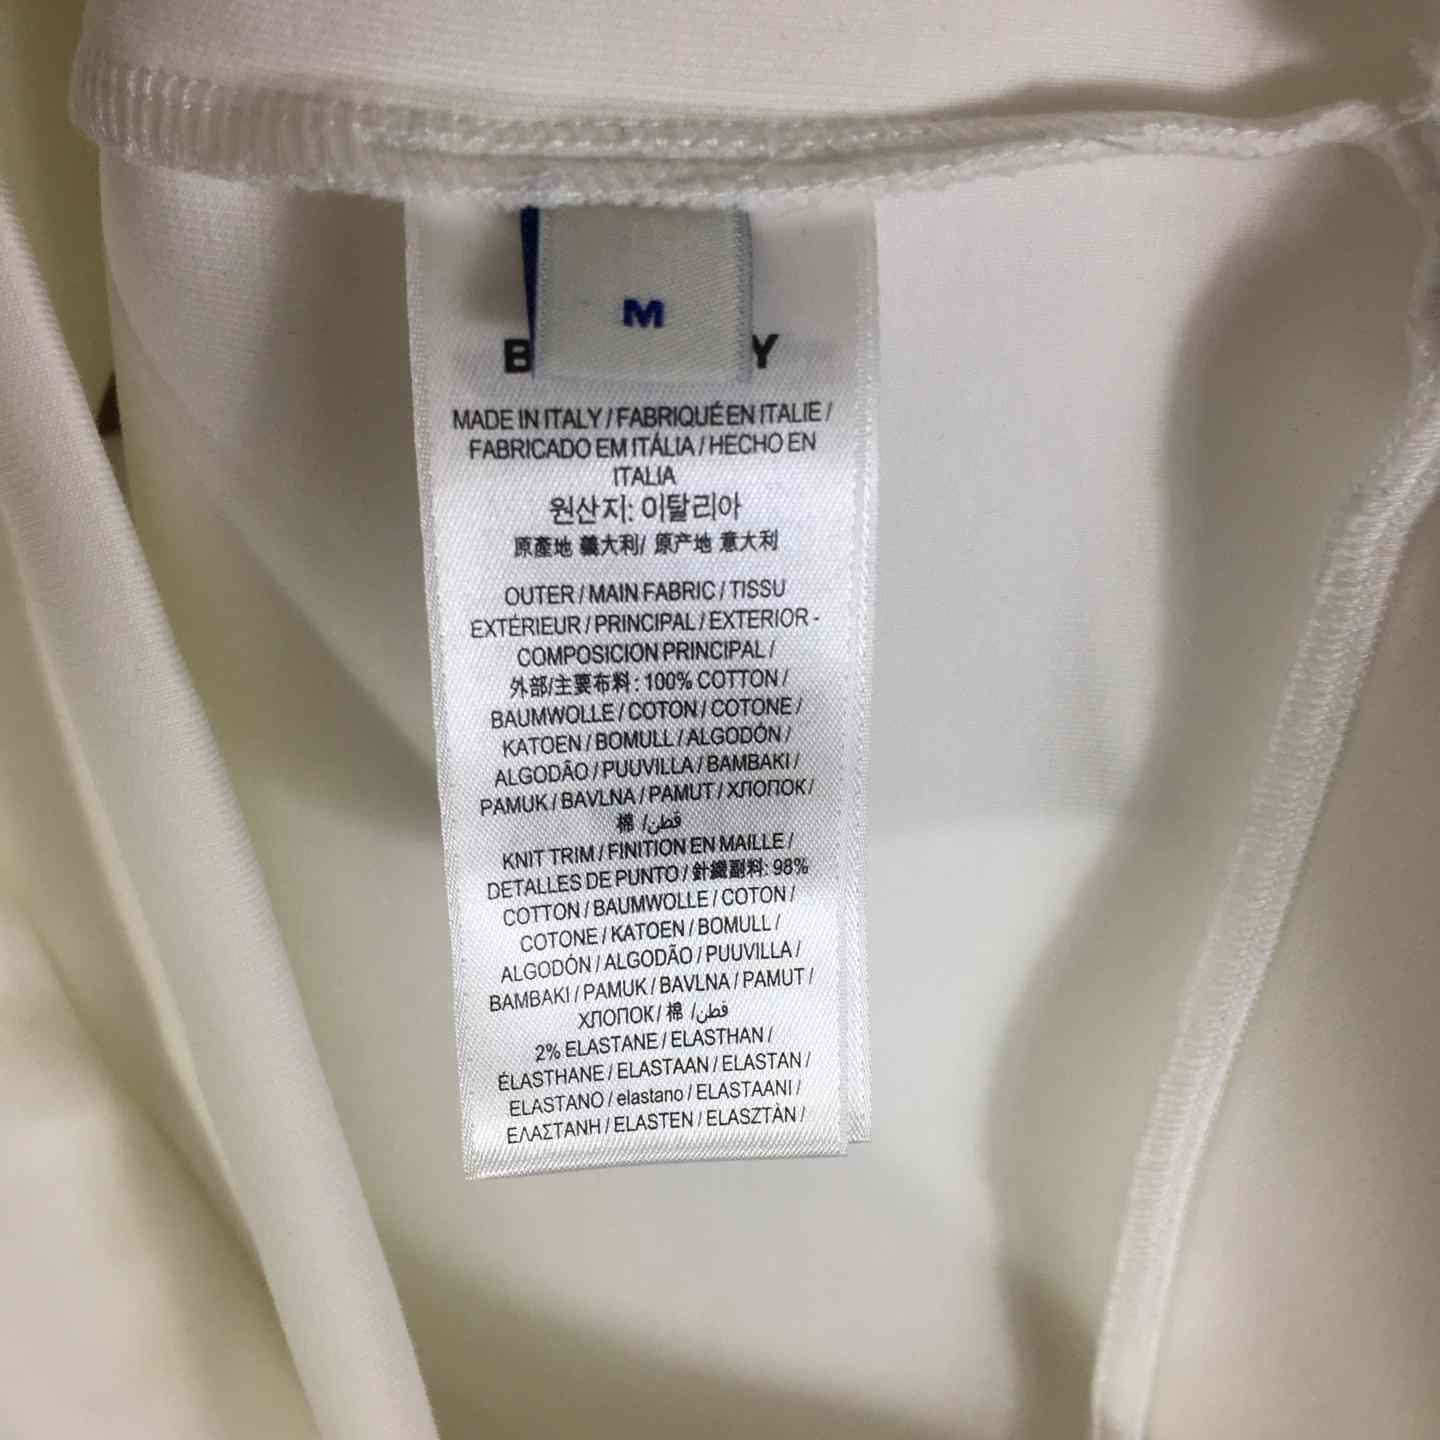 M
B Y
MADE IN ITALY / FABRIQUÉ EN ITALIE /
FABRICADO EM ITÁLIA / HECHO EN
ITALIA
원산지: 이탈리아
原產地 義大利/ 原产地 意大利
OUTER / MAIN FABRIC / TISSU
EXTÉRIEUR / PRINCIPAL / EXTERIOR -
COMPOSICION PRINCIPAL /
外部/主要布料: 100% COTTON /
BAUMWOLLE / COTON / COTONE /
KATOEN / BOMULL / ALGODÓN /
ALGODÃO / PUUVILLA / BAMBAKI /
PAMUK / BAVLNA / PAMUT / ХЛОПОК /
棉 /قطن
KNIT TRIM / FINITION EN MAILLE /
DETALLES DE PUNTO / 針織副料: 98%
COTTON / BAUMWOLLE / COTON /
COTONE / KATOEN / BOMULL /
ALGODÓN / ALGODÃO / PUUVILLA /
BAMBAKI / PAMUK / BAVLNA / PAMUT /
ХЛОПОК / 棉 /قطن
2% ELASTANE / ELASTHAN /
ÉLASTHANE / ELASTAAN / ELASTAN /
ELASTANO / elastano / ELASTAANI /
ΕΛΑΣΤΑΝΗ / ELASTEN / ELASZTÀN /